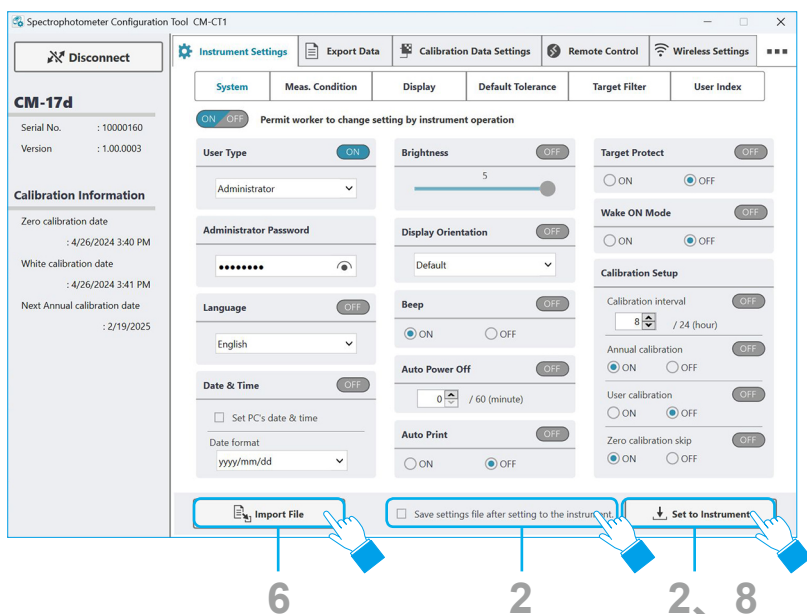 Spectrophotometer Configuration Tool CM-CT1
Disconnect
Instrument Settings
Export Data
Calibration Data Settings
Remote Control
Wireless Settings
System
Meas. Condition
Display
Default Tolerance
Target Filter
User Index
CM-17d
Serial No. : 10000160
Version : 1.00.0003
Calibration Information
Zero calibration date
: 4/26/2024 3:40 PM
White calibration date
: 4/26/2024 3:41 PM
Next Annual calibration date
: 2/19/2025
ON OFF Permit worker to change setting by instrument operation
User Type ON
Administrator
Administrator Password
Language OFF
English
Date & Time OFF
Set PC's date & time
Date format
yyyy/mm/dd
Brightness OFF
5
Display Orientation OFF
Default
Beep OFF
ON OFF
Auto Power Off OFF
0 / 60 (minute)
Auto Print OFF
ON OFF
Target Protect OFF
ON OFF
Wake ON Mode OFF
ON OFF
Calibration Setup
Calibration interval OFF
8 / 24 (hour)
Annual calibration OFF
ON OFF
User calibration OFF
ON OFF
Zero calibration skip OFF
ON OFF
Import File
Save settings file after setting to the instrument.
Set to Instrument
6
2
2、8